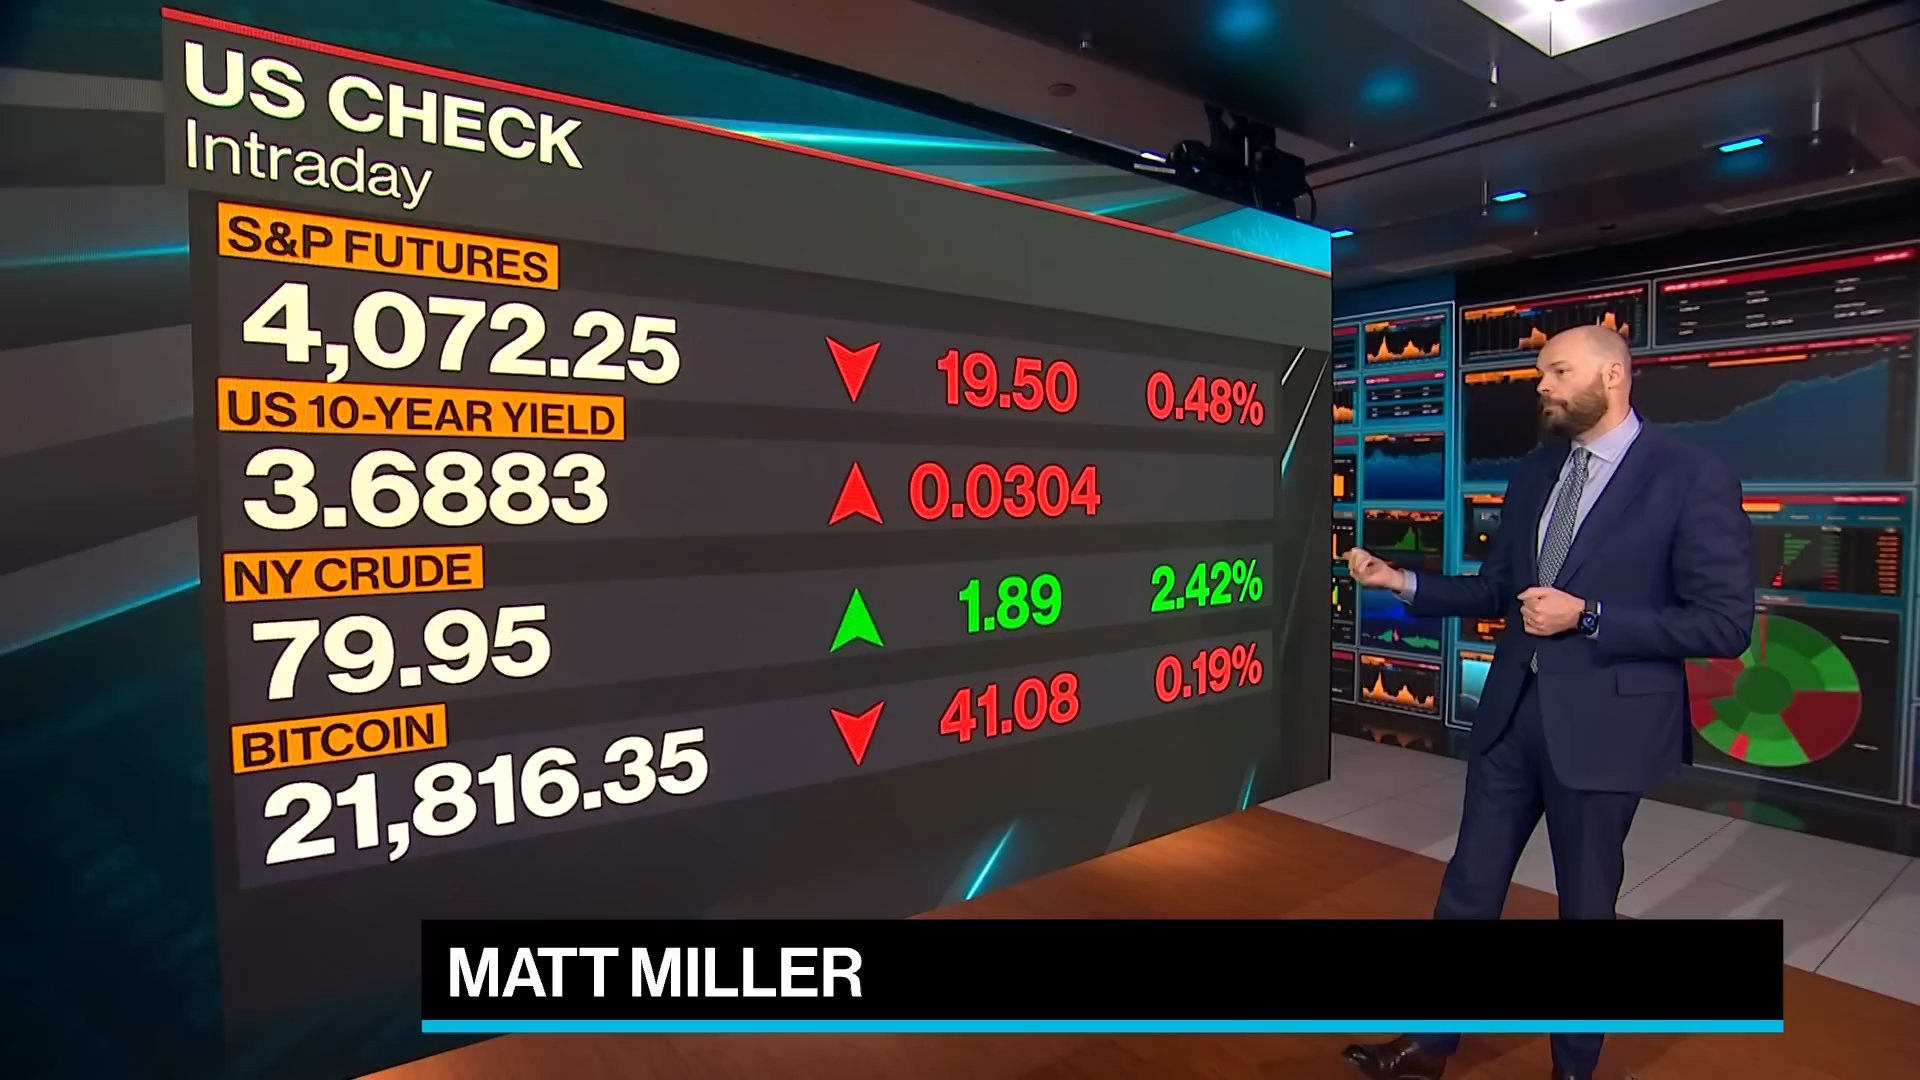 US CHECK
Intraday
S&P FUTURES
4,072.25 19.50 0.48%
US 10-YEAR YIELD
3.6883 0.0304
NY CRUDE
79.95 1.89 2.42%
BITCOIN
21,816.35 41.08 0.19%
MATT MILLER